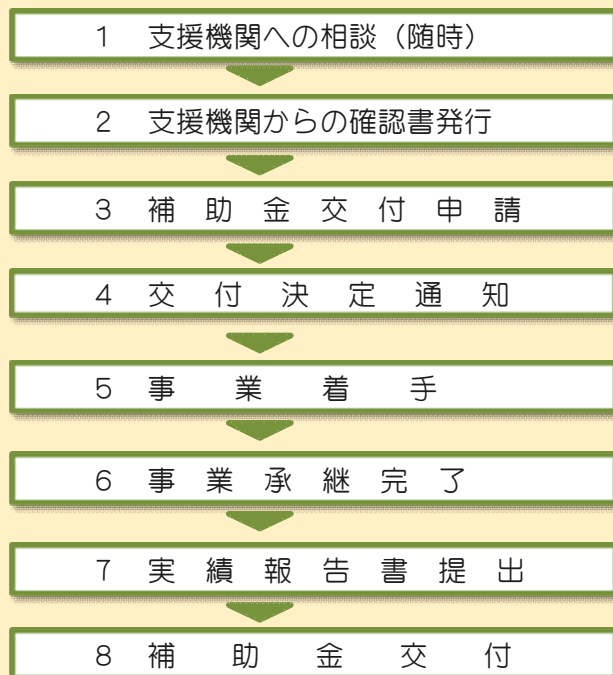 1 支援機関への相談（随時）
2 支援機関からの確認書発行
3 補助金交付申請
4 交付決定通知
5 事業着手
6 事業承継完了
7 実績報告書提出
8 補助金交付